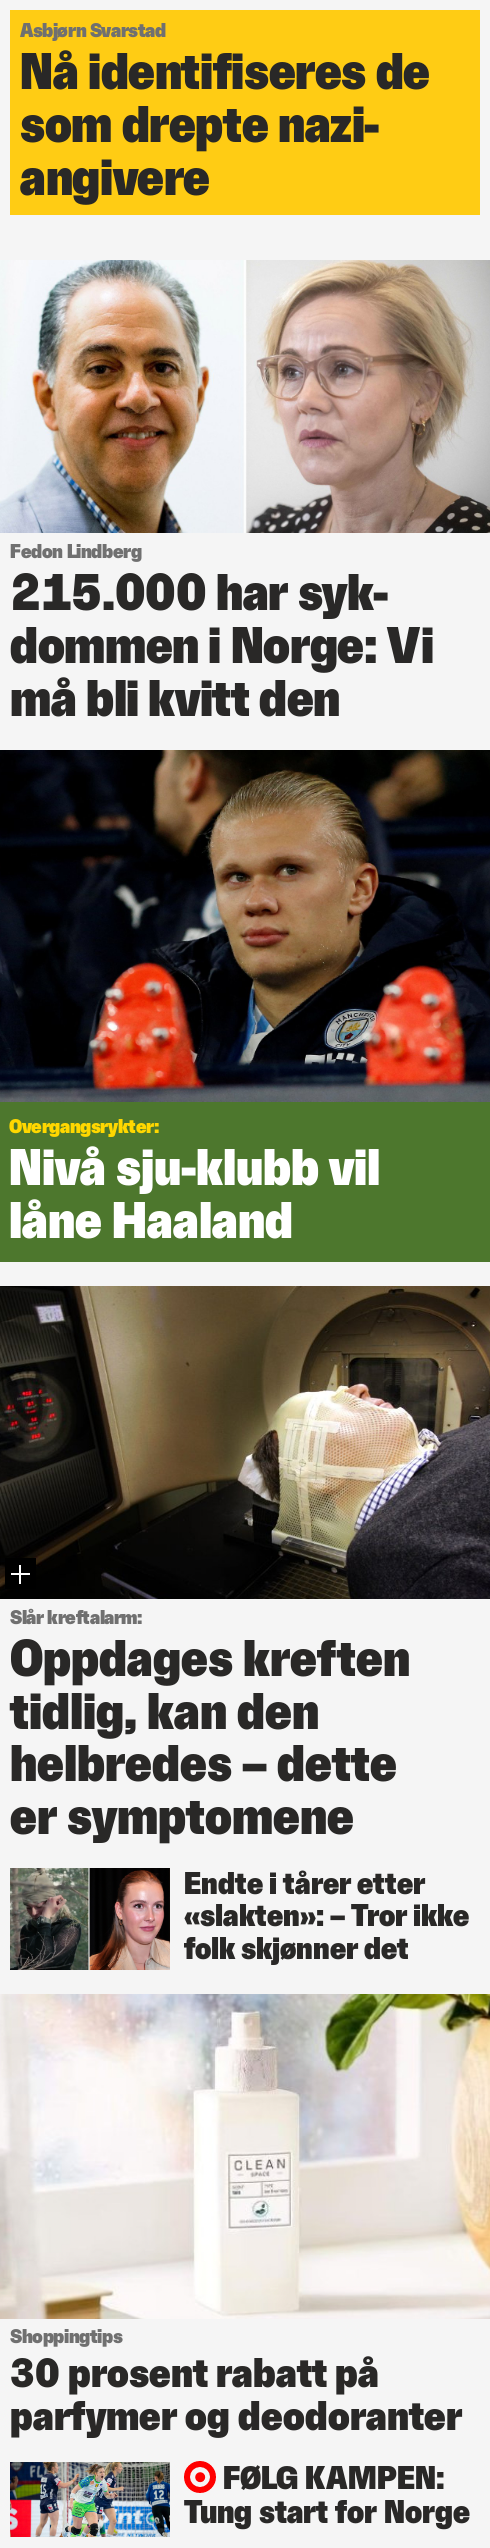 Asbjørn Svarstad
Nå identifiseres de
som drepte nazi-
angivere
Fedon Lindberg
215.000 har syk-
dommen i Norge: Vi
må bli kvitt den
MANCHESTER
CITY
Overgangsrykter:
Nivå sju-klubb vil
låne Haaland
Slår kreftalarm:
Oppdages kreften
tidlig, kan den
helbredes – dette
er symptomene
Endte i tårer etter
«slakten»: – Tror ikke
folk skjønner det
CLEAN
SPACE
Shoppingtips
30 prosent rabatt på
parfymer og deodoranter
FØLG KAMPEN:
Tung start for Norge